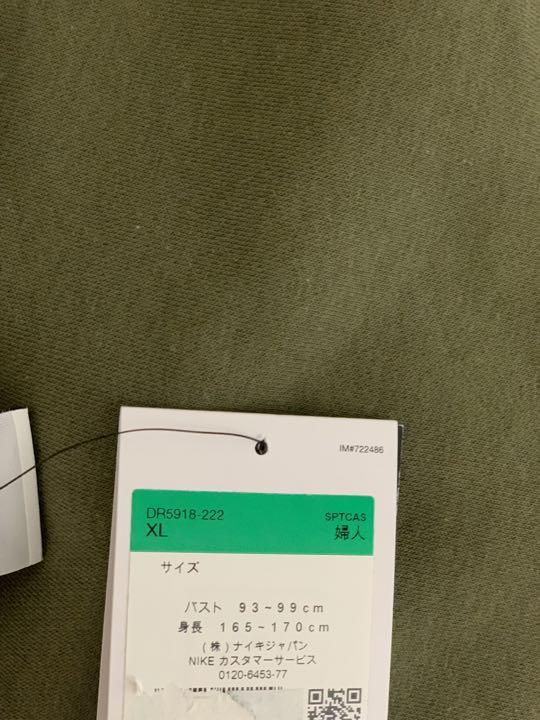 IM#722486
DR5918-222 SPTCAS
XL 婦人
サイズ
バスト 93~99cm
身長 165~170cm
(株)ナイキジャパン
NIKE カスタマーサービス
0120-6453-77